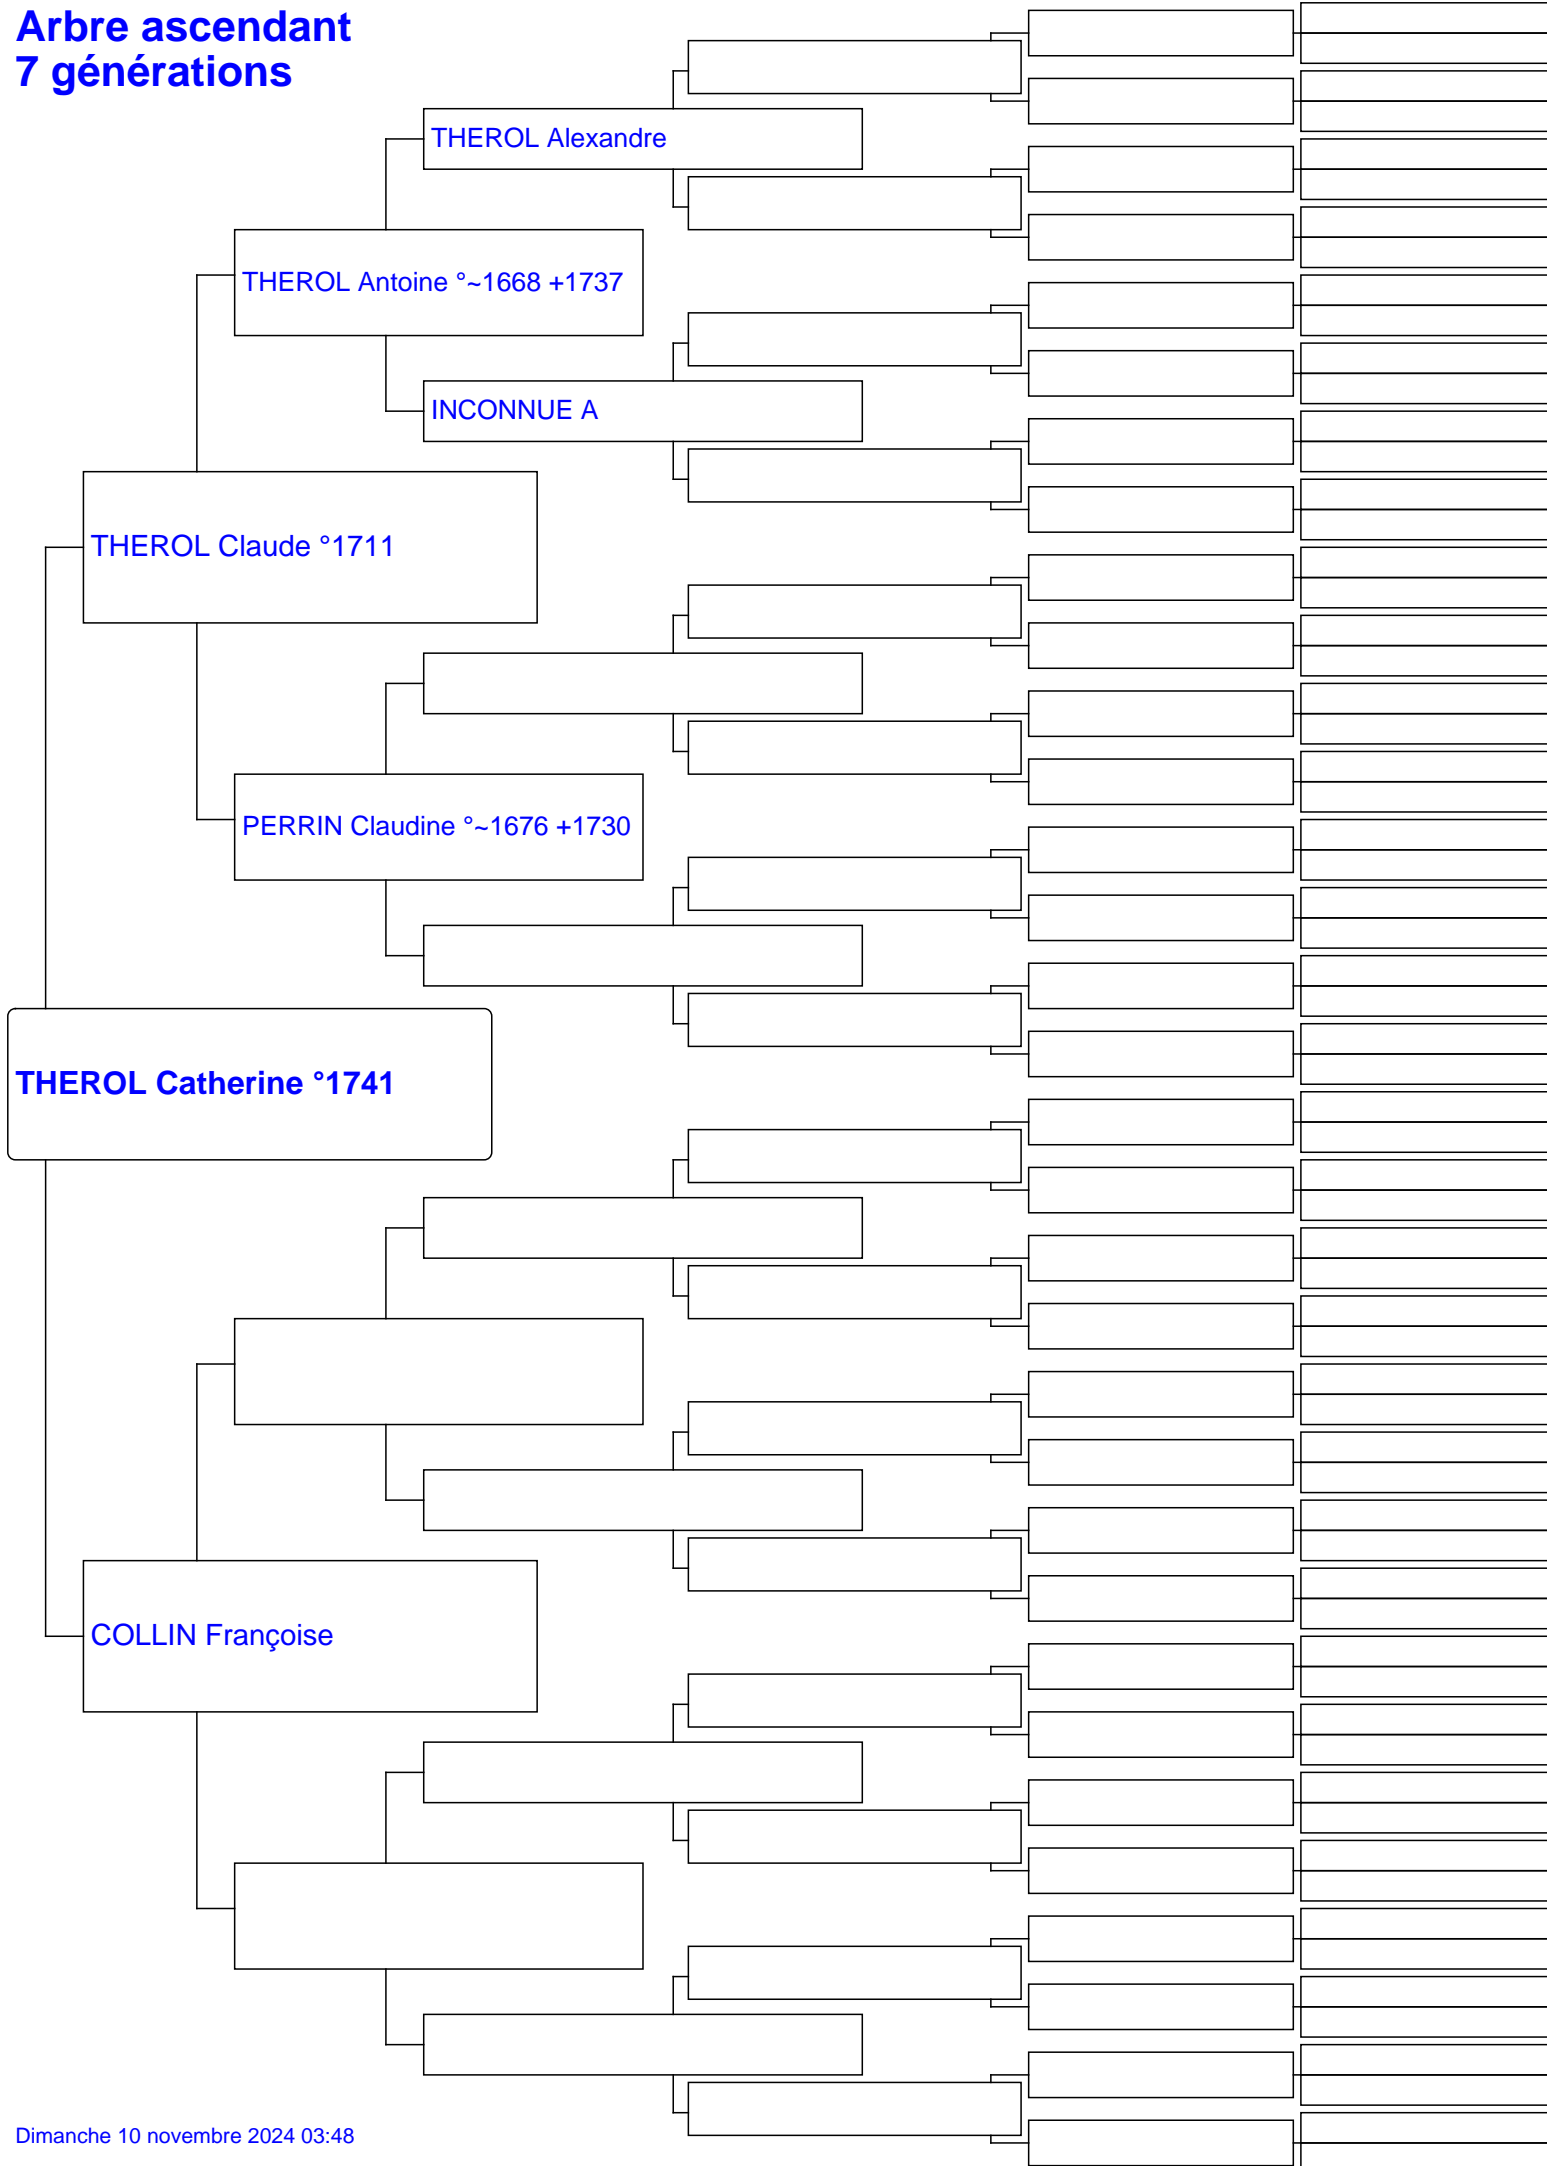 Arbre ascendant
7 générations
THEROL Alexandre
THEROL Antoine °~1668 +1737
INCONNUE A
THEROL Claude °1711
PERRIN Claudine °~1676 +1730
THEROL Catherine °1741
COLLIN Françoise
Dimanche 10 novembre 2024 03:48